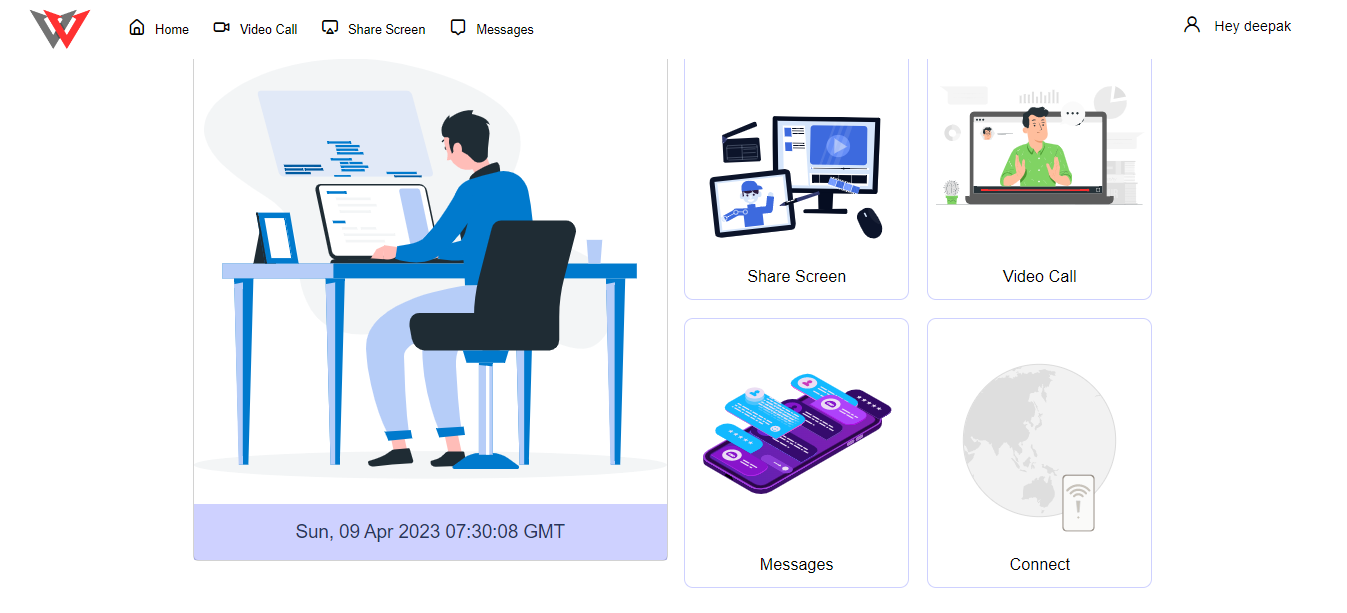 Home
Video Call
Share Screen
Messages
Hey deepak
Share Screen
Video Call
Sun, 09 Apr 2023 07:30:08 GMT
Messages
Connect